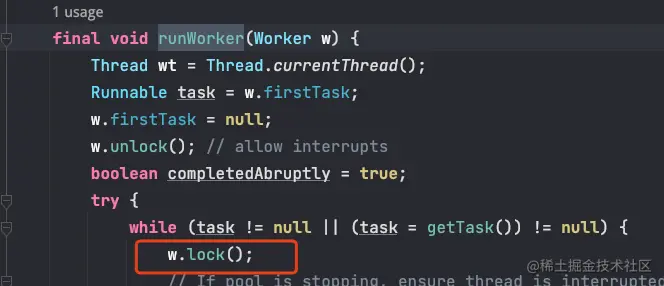 1 usage
final void runWorker(Worker w) {
Thread wt = Thread.currentThread();
Runnable task = w.firstTask;
w.firstTask = null;
w.unlock(); // allow interrupts
boolean completedAbruptly = true;
try {
while (task != null || (task = getTask()) != null) {
w.lock();
// If pool is stopping, ensure thread is interrupted
@稀土掘金技术社区